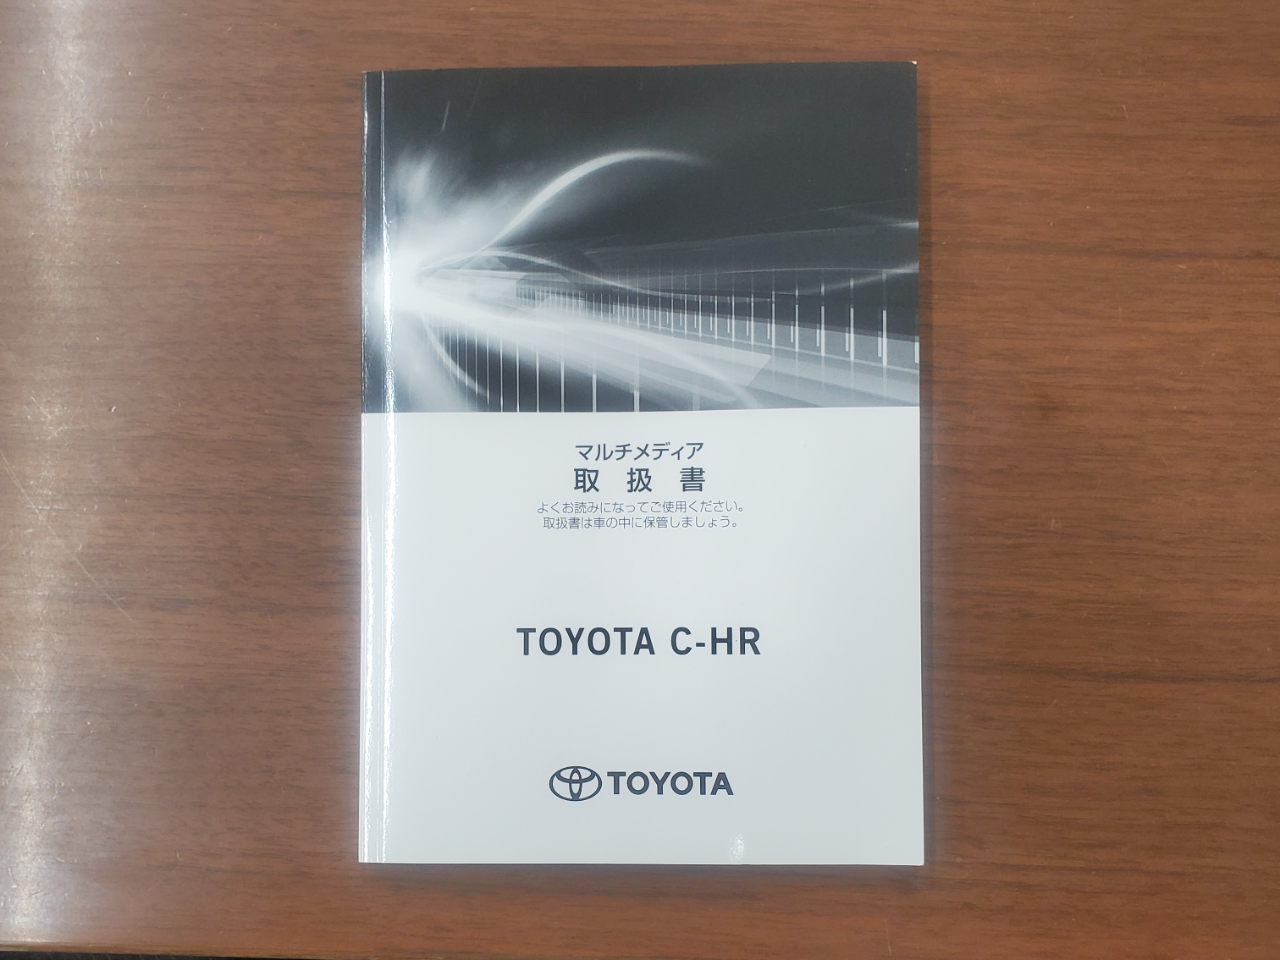 マルチメディア
取扱書
よくお読みになってご使用ください。
取扱書は車の中に保管しましょう。
TOYOTA C-HR
TOYOTA